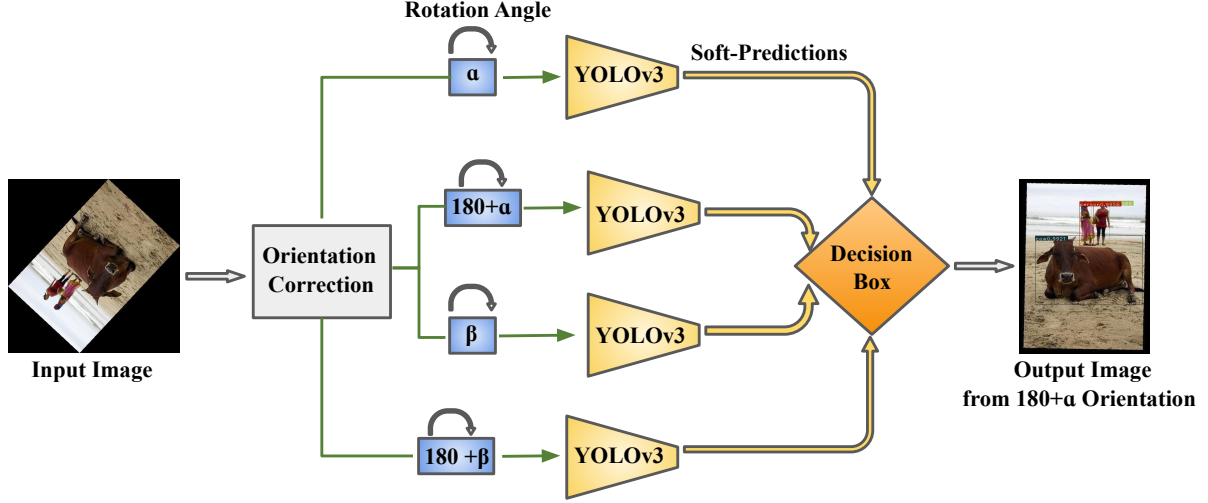 Rotation Angle
α
YOLOv3
Soft-Predictions
180+α
YOLOv3
Orientation
Correction
Decision
Box
β
YOLOv3
Input Image
Output Image
from 180+α Orientation
180 +β
YOLOv3